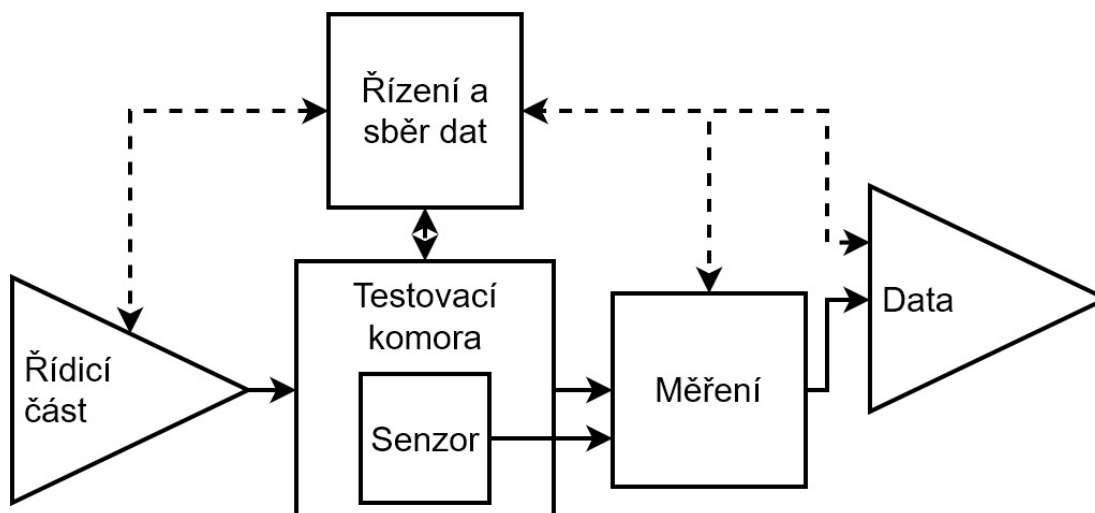 Řízení a
sběr dat
Testovací
komora
Řídicí
část
Senzor
Měření
Data